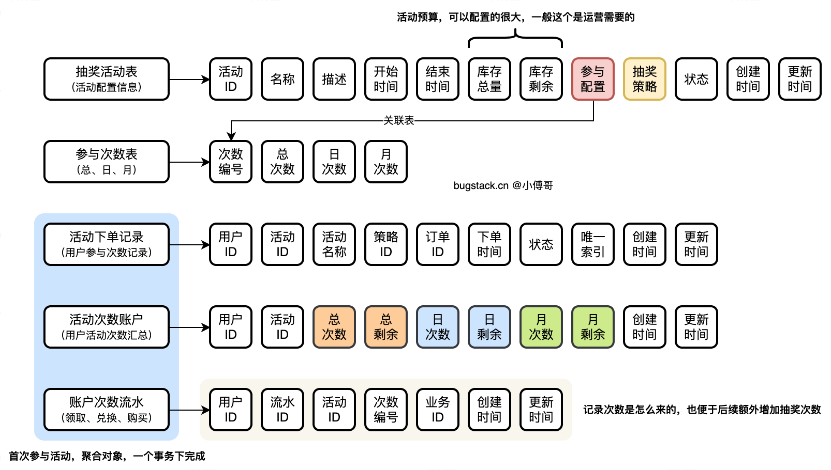 活动预算，可以配置的很大，一般这个是运营需要的
抽奖活动表
(活动配置信息)
活动
ID
名称
描述
开始
时间
结束
时间
库存
总量
库存
剩余
参与
配置
抽奖
策略
状态
创建
时间
更新
时间
关联表
参与次数表
(总、日、月)
次数
编号
总
次数
日
次数
月
次数
bugstack.cn @小傅哥
活动下单记录
(用户参与次数记录)
用户
ID
活动
ID
活动
名称
策略
ID
订单
ID
下单
时间
状态
唯一
索引
创建
时间
更新
时间
活动次数账户
(用户活动次数汇总)
用户
ID
活动
ID
总
次数
总
剩余
日
次数
日
剩余
月
次数
月
剩余
创建
时间
更新
时间
账户次数流水
(领取、兑换、购买)
用户
ID
流水
ID
活动
ID
次数
编号
业务
ID
创建
时间
更新
时间
记录次数是怎么来的，也便于后续额外增加抽奖次数
首次参与活动，聚合对象，一个事务下完成